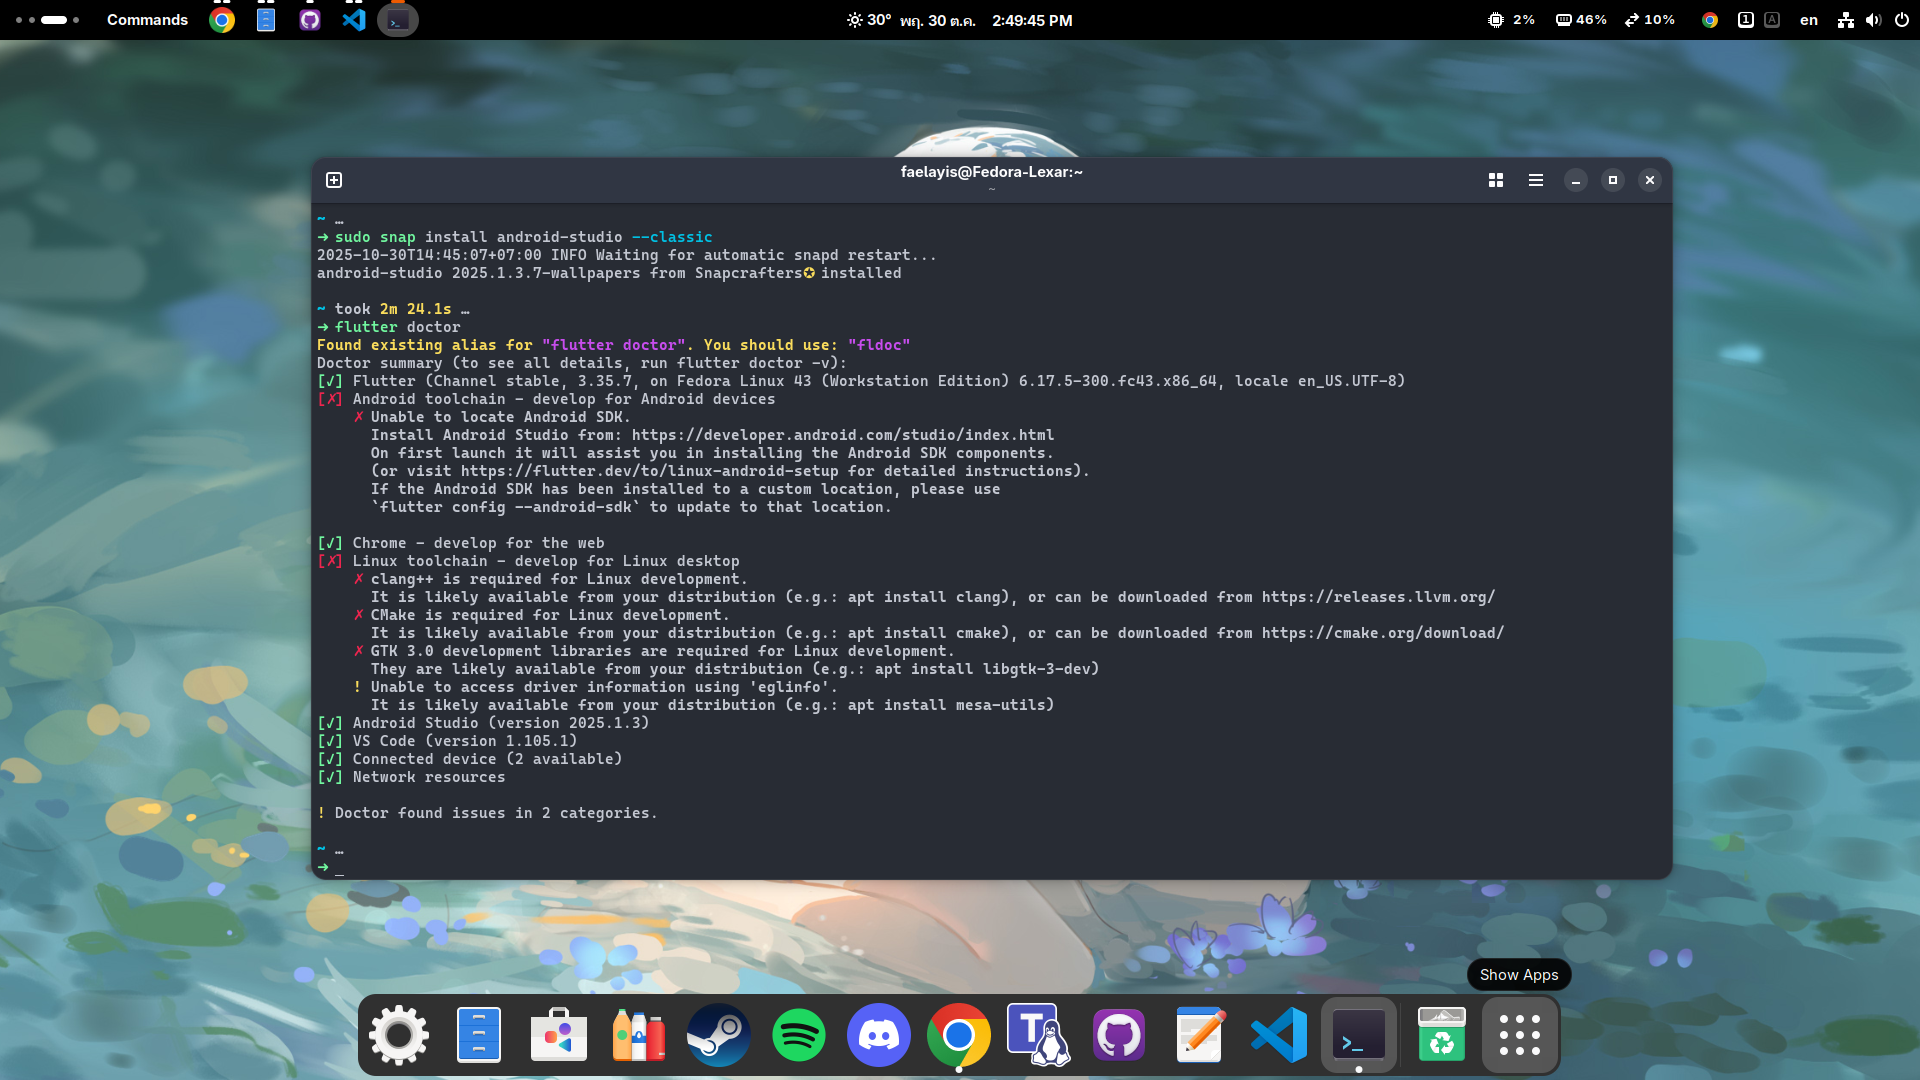 Commands
30° พฤ. 30 ต.ค. 2:49:45 PM
2% 46% 10% 1 A en
faelayis@Fedora-Lexar:~
~
~ …
➜ sudo snap install android-studio --classic
2025-10-30T14:45:07+07:00 INFO Waiting for automatic snapd restart...
android-studio 2025.1.3.7-wallpapers from Snapcrafters✪ installed
~ took 2m 24.1s …
➜ flutter doctor
Found existing alias for "flutter doctor". You should use: "fldoc"
Doctor summary (to see all details, run flutter doctor -v):
[✓] Flutter (Channel stable, 3.35.7, on Fedora Linux 43 (Workstation Edition) 6.17.5-300.fc43.x86_64, locale en_US.UTF-8)
[✗] Android toolchain - develop for Android devices
✗ Unable to locate Android SDK.
Install Android Studio from: https://developer.android.com/studio/index.html
On first launch it will assist you in installing the Android SDK components.
(or visit https://flutter.dev/to/linux-android-setup for detailed instructions).
If the Android SDK has been installed to a custom location, please use
`flutter config --android-sdk` to update to that location.
[✓] Chrome - develop for the web
[✗] Linux toolchain - develop for Linux desktop
✗ clang++ is required for Linux development.
It is likely available from your distribution (e.g.: apt install clang), or can be downloaded from https://releases.llvm.org/
✗ CMake is required for Linux development.
It is likely available from your distribution (e.g.: apt install cmake), or can be downloaded from https://cmake.org/download/
✗ GTK 3.0 development libraries are required for Linux development.
They are likely available from your distribution (e.g.: apt install libgtk-3-dev)
! Unable to access driver information using 'eglinfo'.
It is likely available from your distribution (e.g.: apt install mesa-utils)
[✓] Android Studio (version 2025.1.3)
[✓] VS Code (version 1.105.1)
[✓] Connected device (2 available)
[✓] Network resources
! Doctor found issues in 2 categories.
~ …
➜ _
Show Apps
T
>_